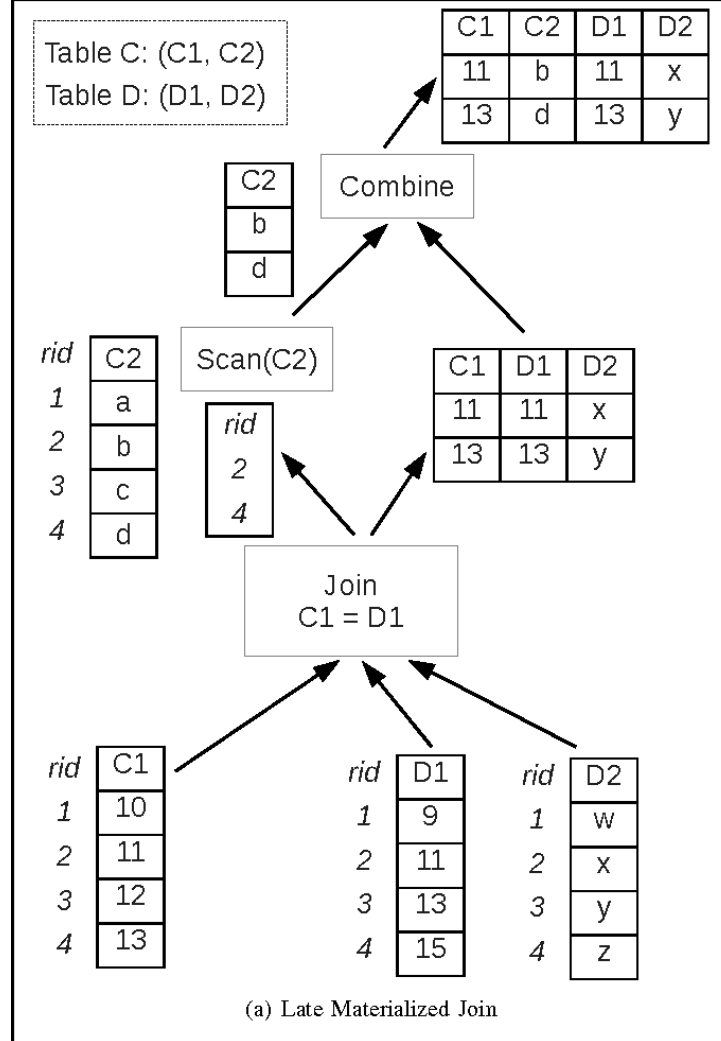 Table C: (C1, C2)
Table D: (D1, D2)
C1 C2 D1 D2
11 b 11 x
13 d 13 y
Combine
C2
b
d
Scan(C2)
rid C2
1 a
2 b
3 c
4 d
rid
2
4
C1 D1 D2
11 11 x
13 13 y
Join
C1 = D1
rid C1
1 10
2 11
3 12
4 13
rid D1
1 9
2 11
3 13
4 15
rid D2
1 w
2 x
3 y
4 z
(a) Late Materialized Join